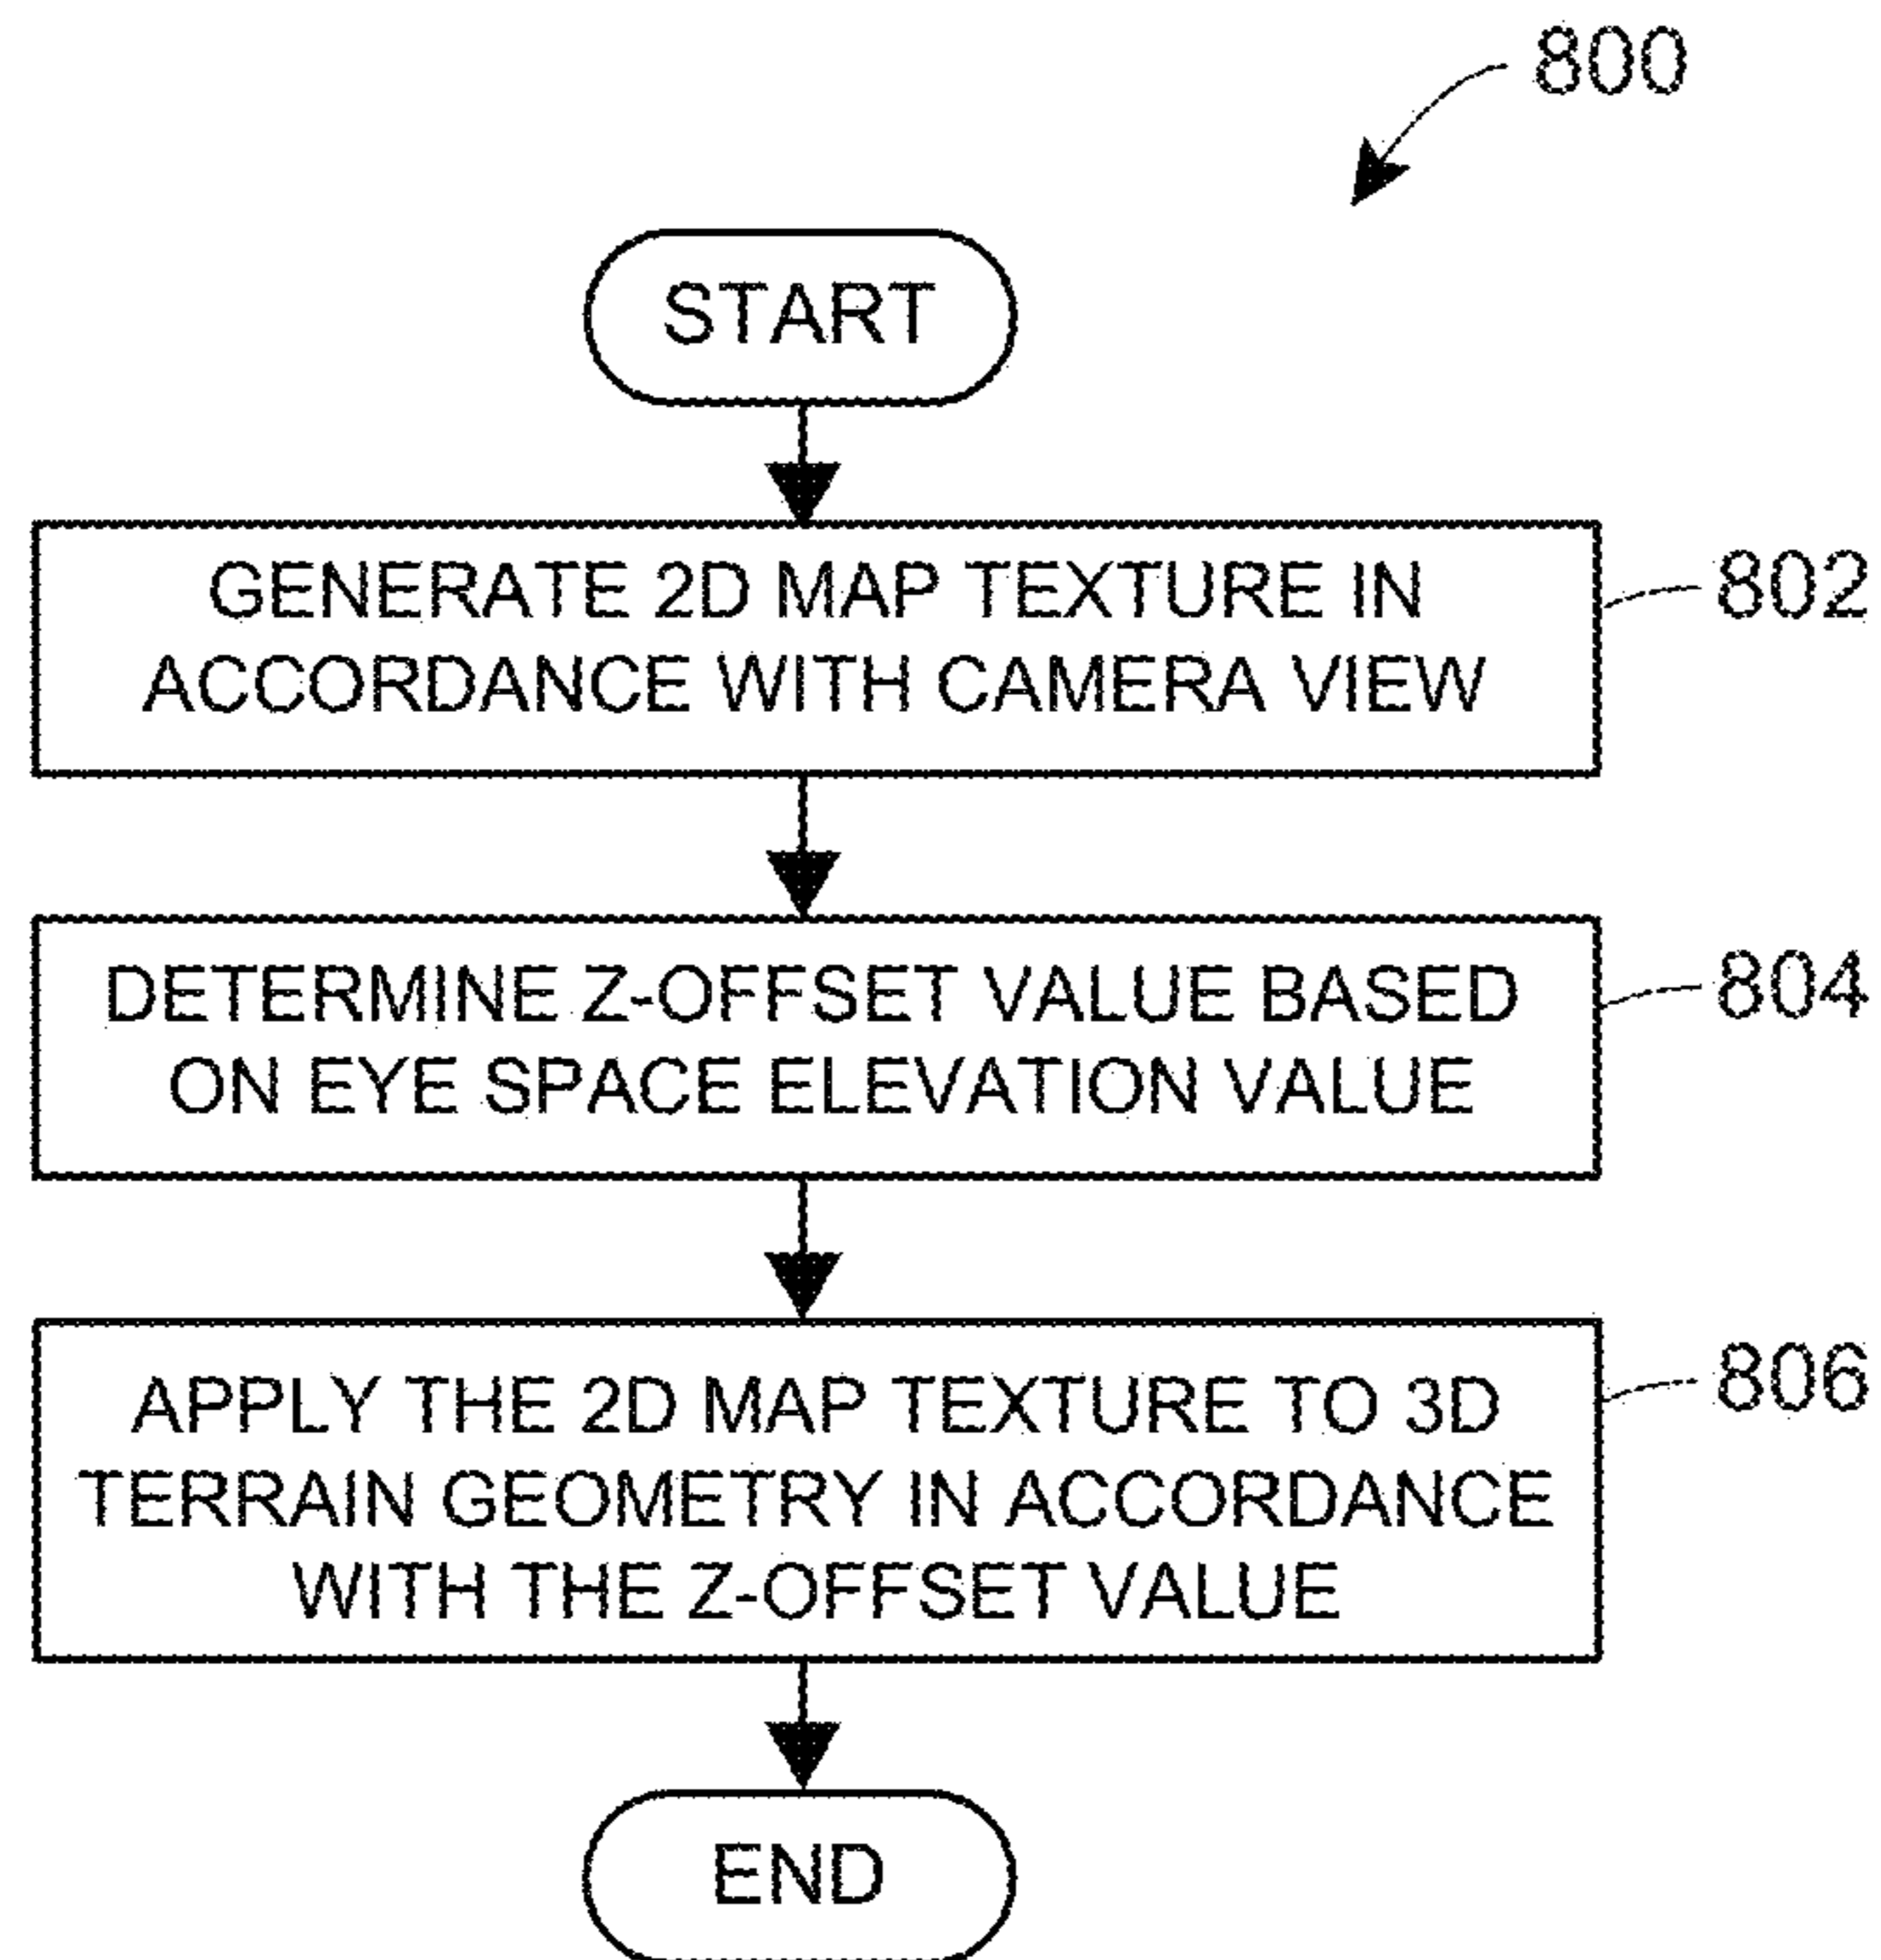 800
START
GENERATE 2D MAP TEXTURE IN
ACCORDANCE WITH CAMERA VIEW
802
DETERMINE Z-OFFSET VALUE BASED
ON EYE SPACE ELEVATION VALUE
804
APPLY THE 2D MAP TEXTURE TO 3D
TERRAIN GEOMETRY IN ACCORDANCE
WITH THE Z-OFFSET VALUE
806
END